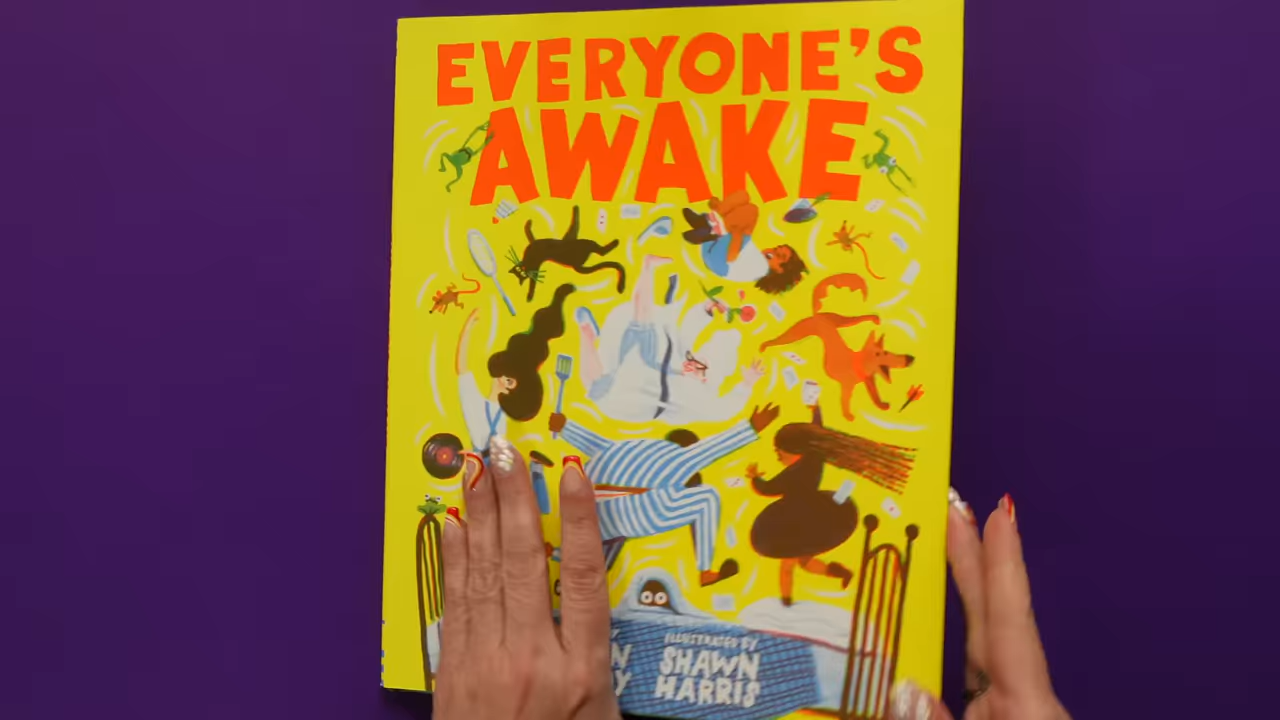 EVERYONE'S
AWAKE
ILLUSTRATED BY
SHAWN
HARRIS